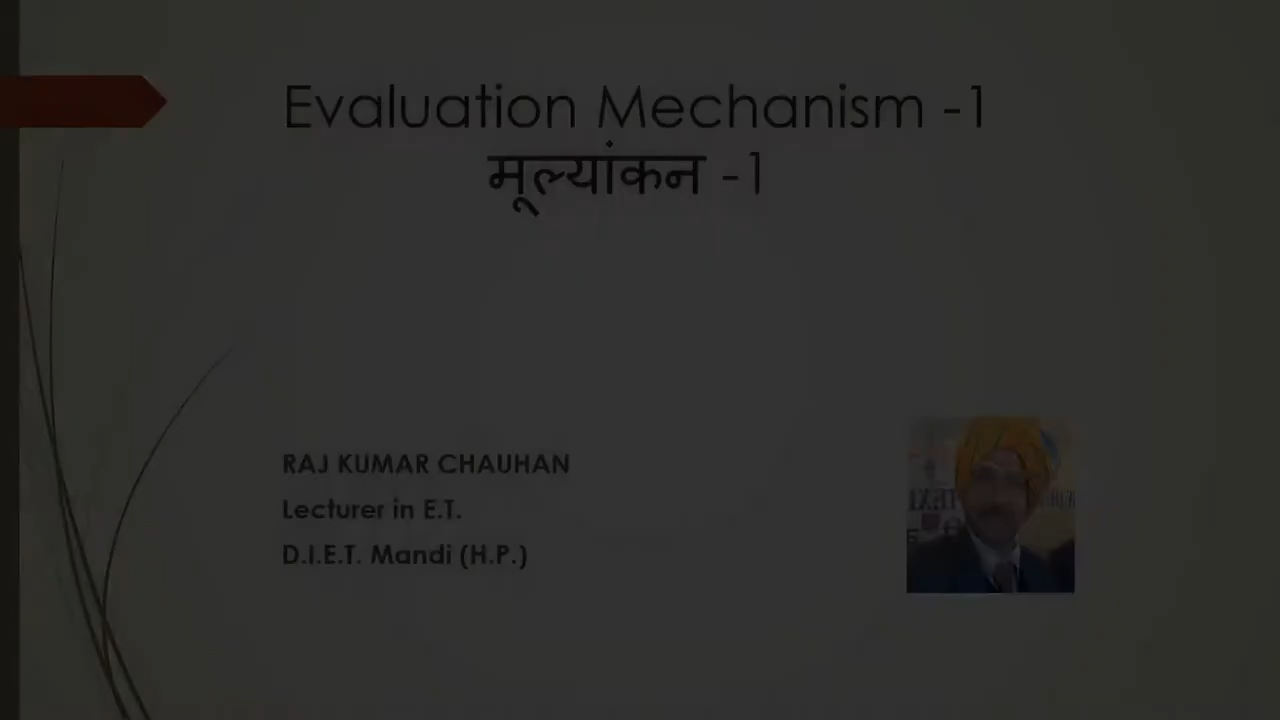 Evaluation Mechanism -1
मूल्यांकन -1
RAJ KUMAR CHAUHAN
Lecturer in E.T.
D.I.E.T. Mandi (H.P.)